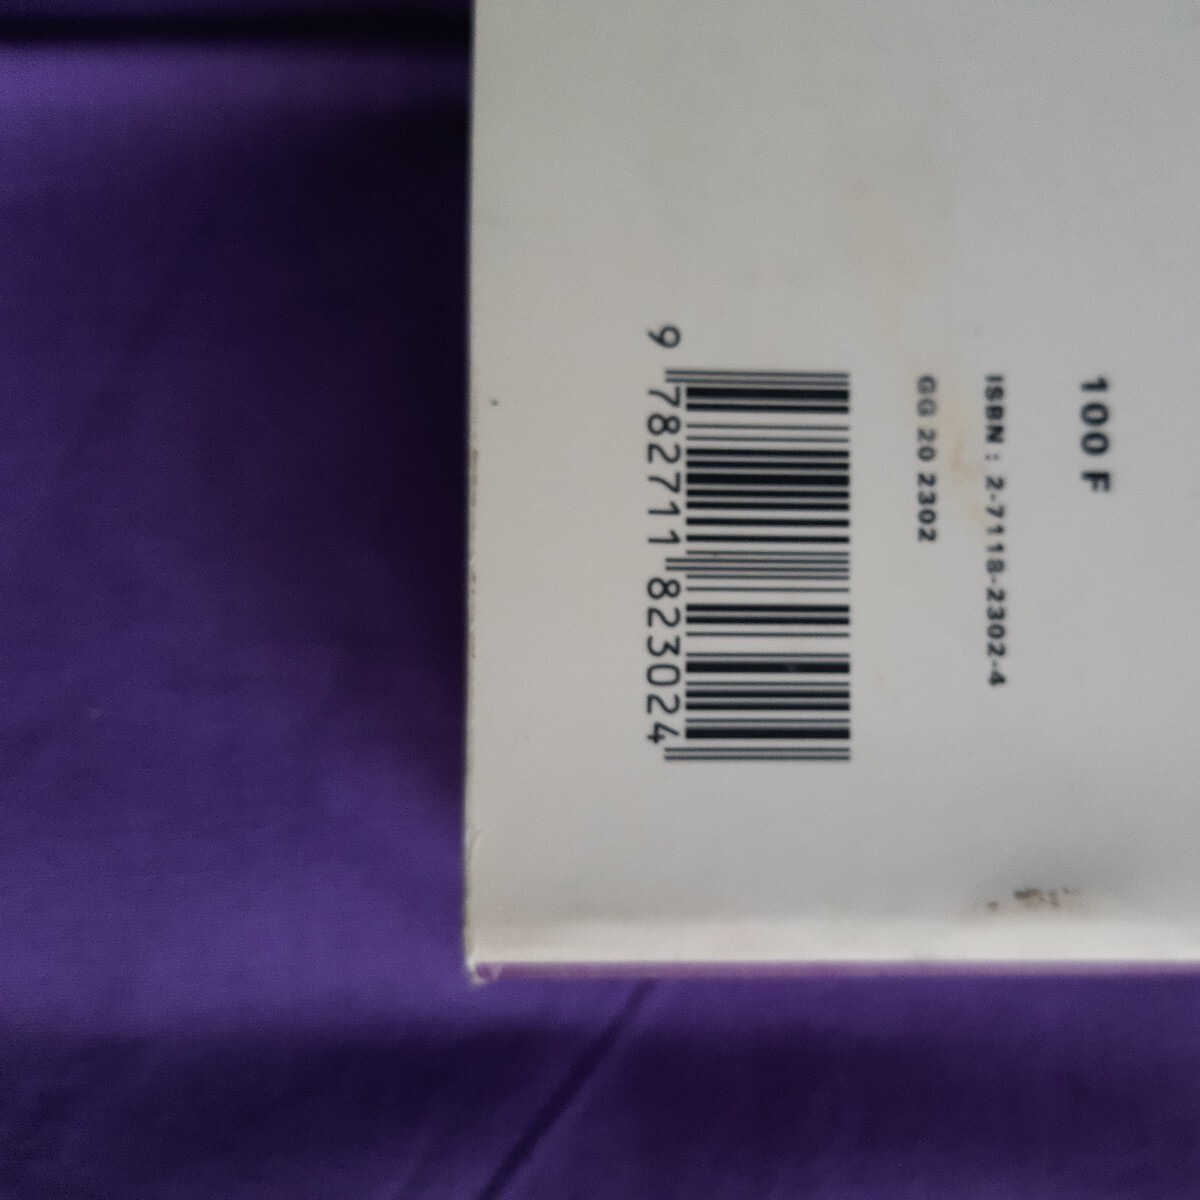 100 F
ISBN : 2-7118-2302-4
GG 20 2302
9 782711 823024